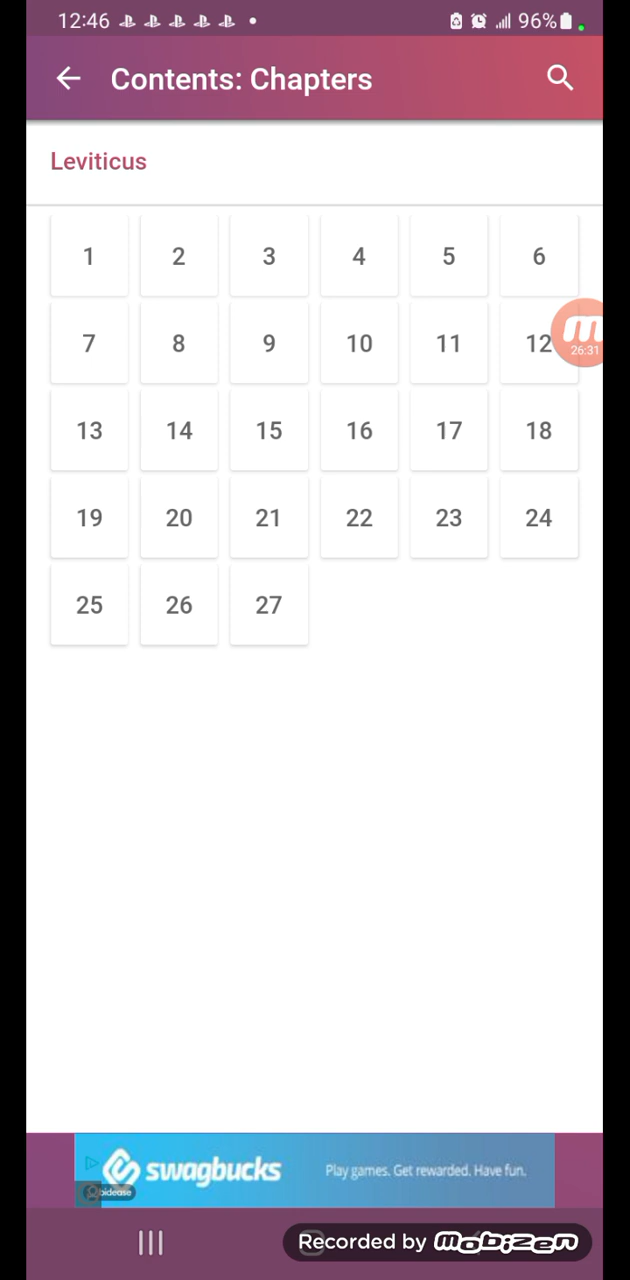 12:46 96%
Contents: Chapters
Leviticus
1 2 3 4 5 6
7 8 9 10 11 12
26:31
13 14 15 16 17 18
19 20 21 22 23 24
25 26 27
swagbucks Play games. Get rewarded. Have fun.
bidease
Recorded by mobizen